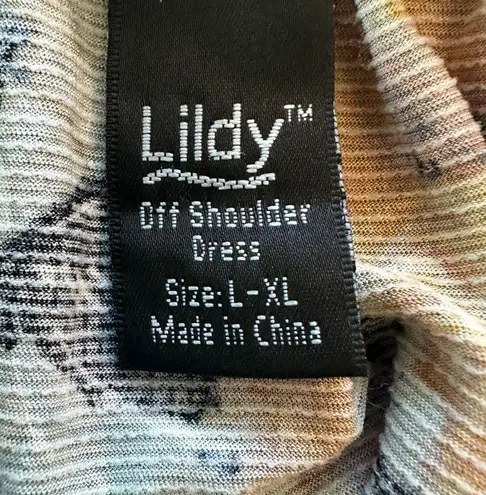 Lildy™
Off Shoulder
Dress
Size: L-XL
Made in China